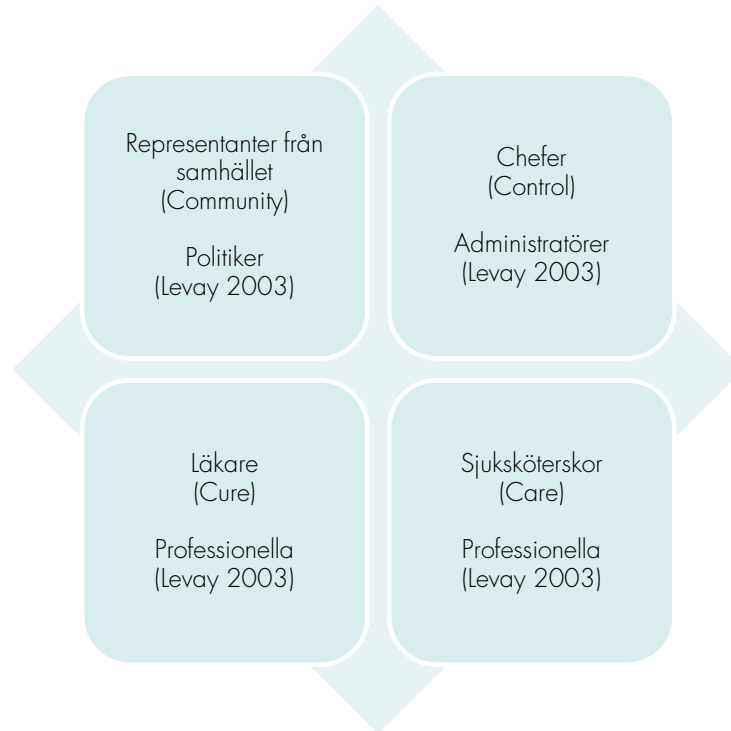 Representanter från
samhället
(Community)
Politiker
(Levay 2003)
Chefer
(Control)
Administratörer
(Levay 2003)
Läkare
(Cure)
Professionella
(Levay 2003)
Sjuksköterskor
(Care)
Professionella
(Levay 2003)